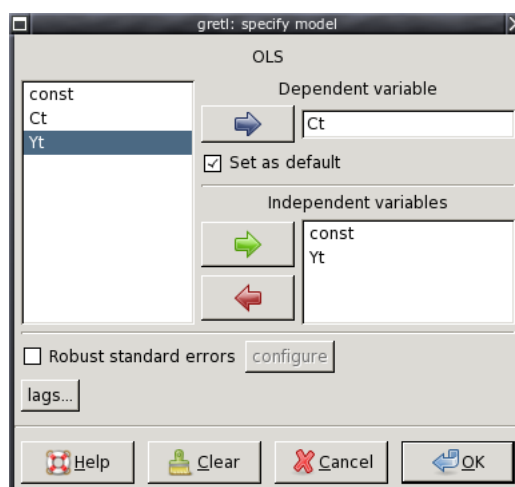 gretl: specify model
OLS
const
Ct
Yt
Dependent variable
Ct
Set as default
Independent variables
const
Yt
Robust standard errors
configure
lags...
Help
Clear
Cancel
OK